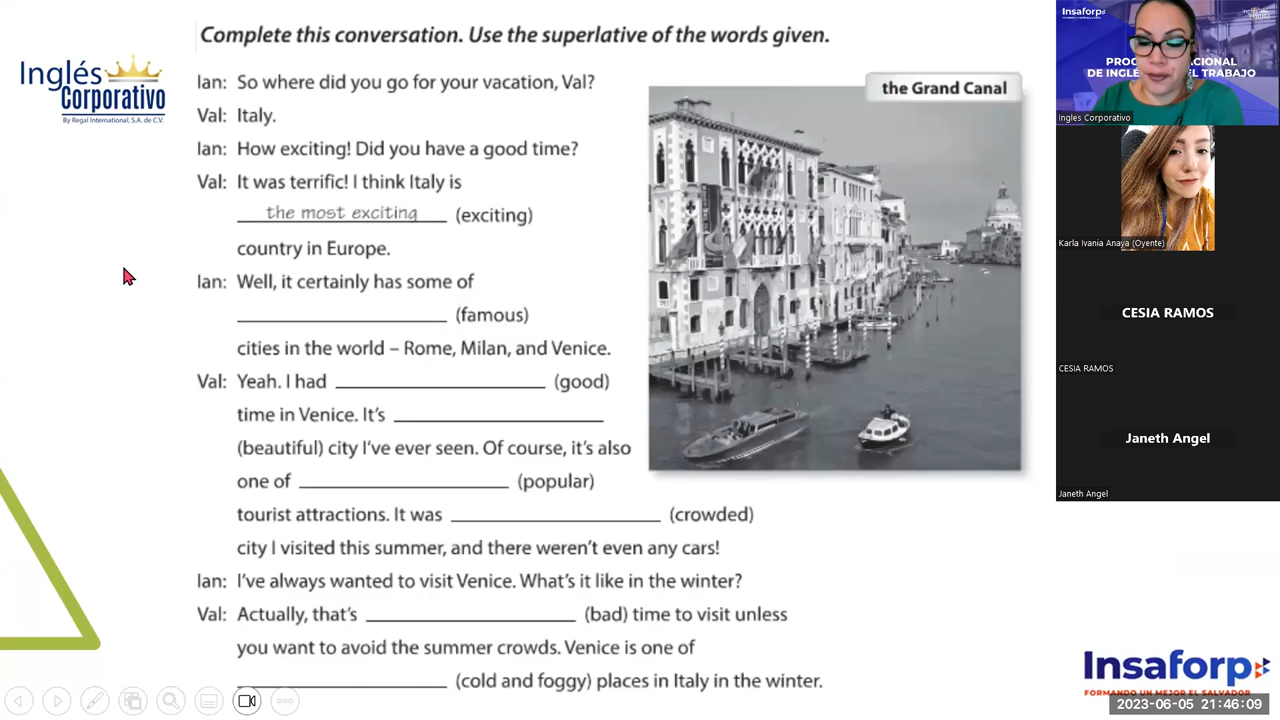 Complete this conversation. Use the superlative of the words given.
Inglés
Corporativo
By Regal International, S.A. de C.V.
Ian: So where did you go for your vacation, Val?
Val: Italy.
Ian: How exciting! Did you have a good time?
Val: It was terrific! I think Italy is
the most exciting (exciting)
country in Europe.
Ian: Well, it certainly has some of
(famous)
cities in the world – Rome, Milan, and Venice.
Val: Yeah. I had (good)
time in Venice. It's
(beautiful) city I've ever seen. Of course, it's also
one of (popular)
tourist attractions. It was (crowded)
city I visited this summer, and there weren't even any cars!
Ian: I've always wanted to visit Venice. What's it like in the winter?
Val: Actually, that's (bad) time to visit unless
you want to avoid the summer crowds. Venice is one of
(cold and foggy) places in Italy in the winter.
the Grand Canal
Insaforp
Ingles Corporativo
Karla Ivania Anaya (Oyente)
CESIA RAMOS
CESIA RAMOS
Janeth Angel
Janeth Angel
Insaforp
FORMANDO UN MEJOR EL SALVADOR
2023-06-05 21:46:09